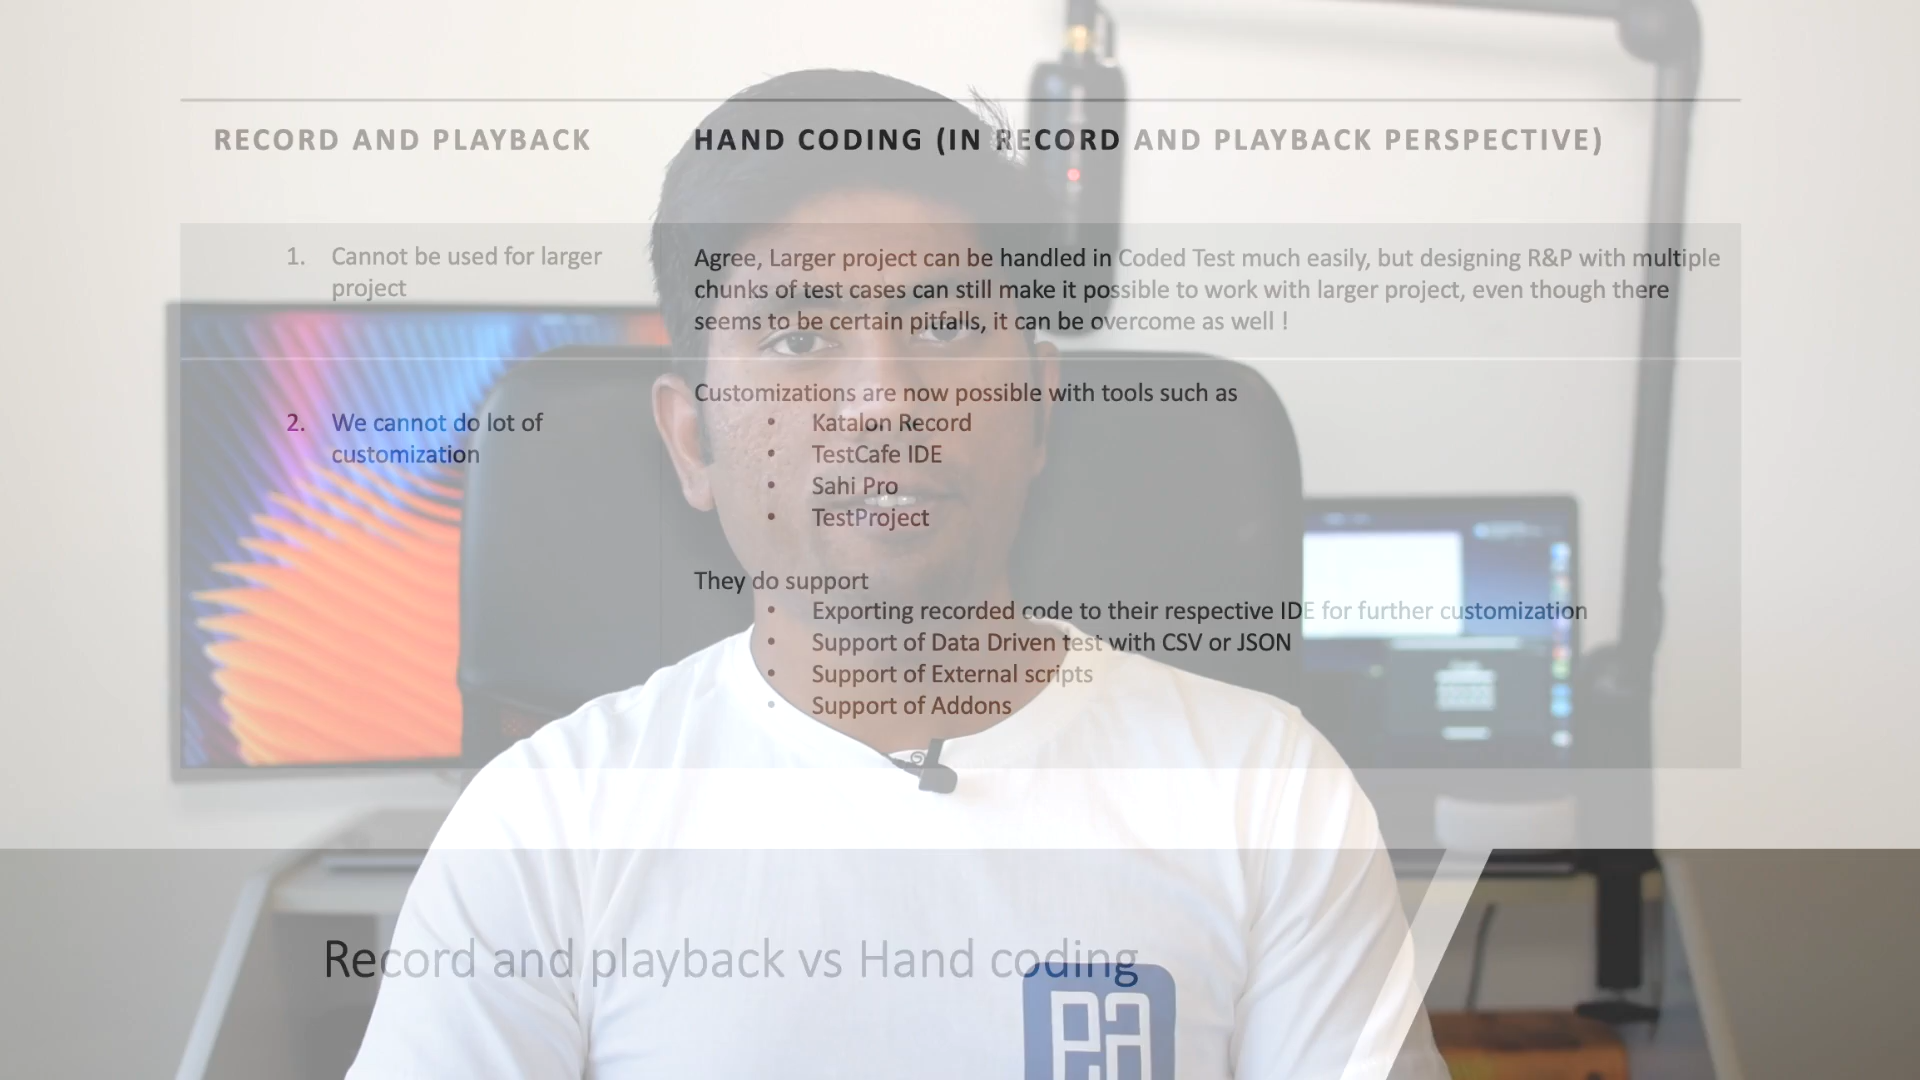 RECORD AND PLAYBACK
HAND CODING (IN RECORD AND PLAYBACK PERSPECTIVE)
1. Cannot be used for larger
project
Agree, Larger project can be handled in Coded Test much easily, but designing R&P with multiple
chunks of test cases can still make it possible to work with larger project, even though there
seems to be certain pitfalls, it can be overcome as well !
2. We cannot do lot of
customization
Customizations are now possible with tools such as
• Katalon Record
• TestCafe IDE
• Sahi Pro
• TestProject
They do support
• Exporting recorded code to their respective IDE for further customization
• Support of Data Driven test with CSV or JSON
• Support of External scripts
• Support of Addons
Record and playback vs Hand coding
ea